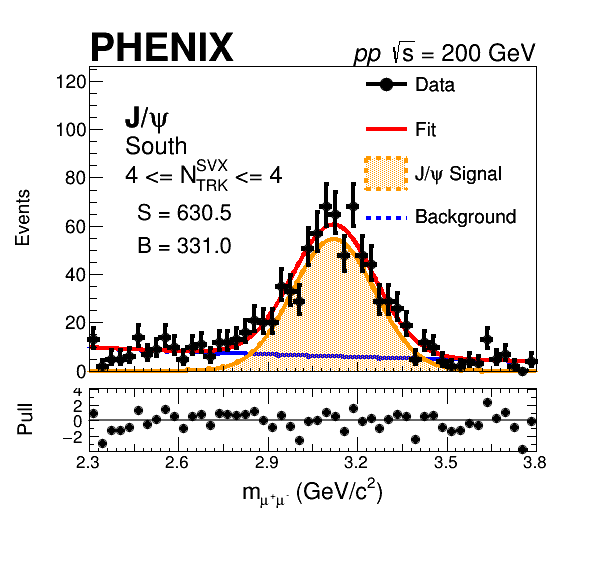 PHENIX
pp √s = 200 GeV
J/ψ
South
4 <= N^SVX_TRK <= 4
S = 630.5
B = 331.0
Data
Fit
J/ψ Signal
Background
Events
120
100
80
60
40
20
0
Pull
4
2
0
−2
2.3 2.6 2.9 3.2 3.5 3.8
m_μ⁺μ⁻ (GeV/c²)